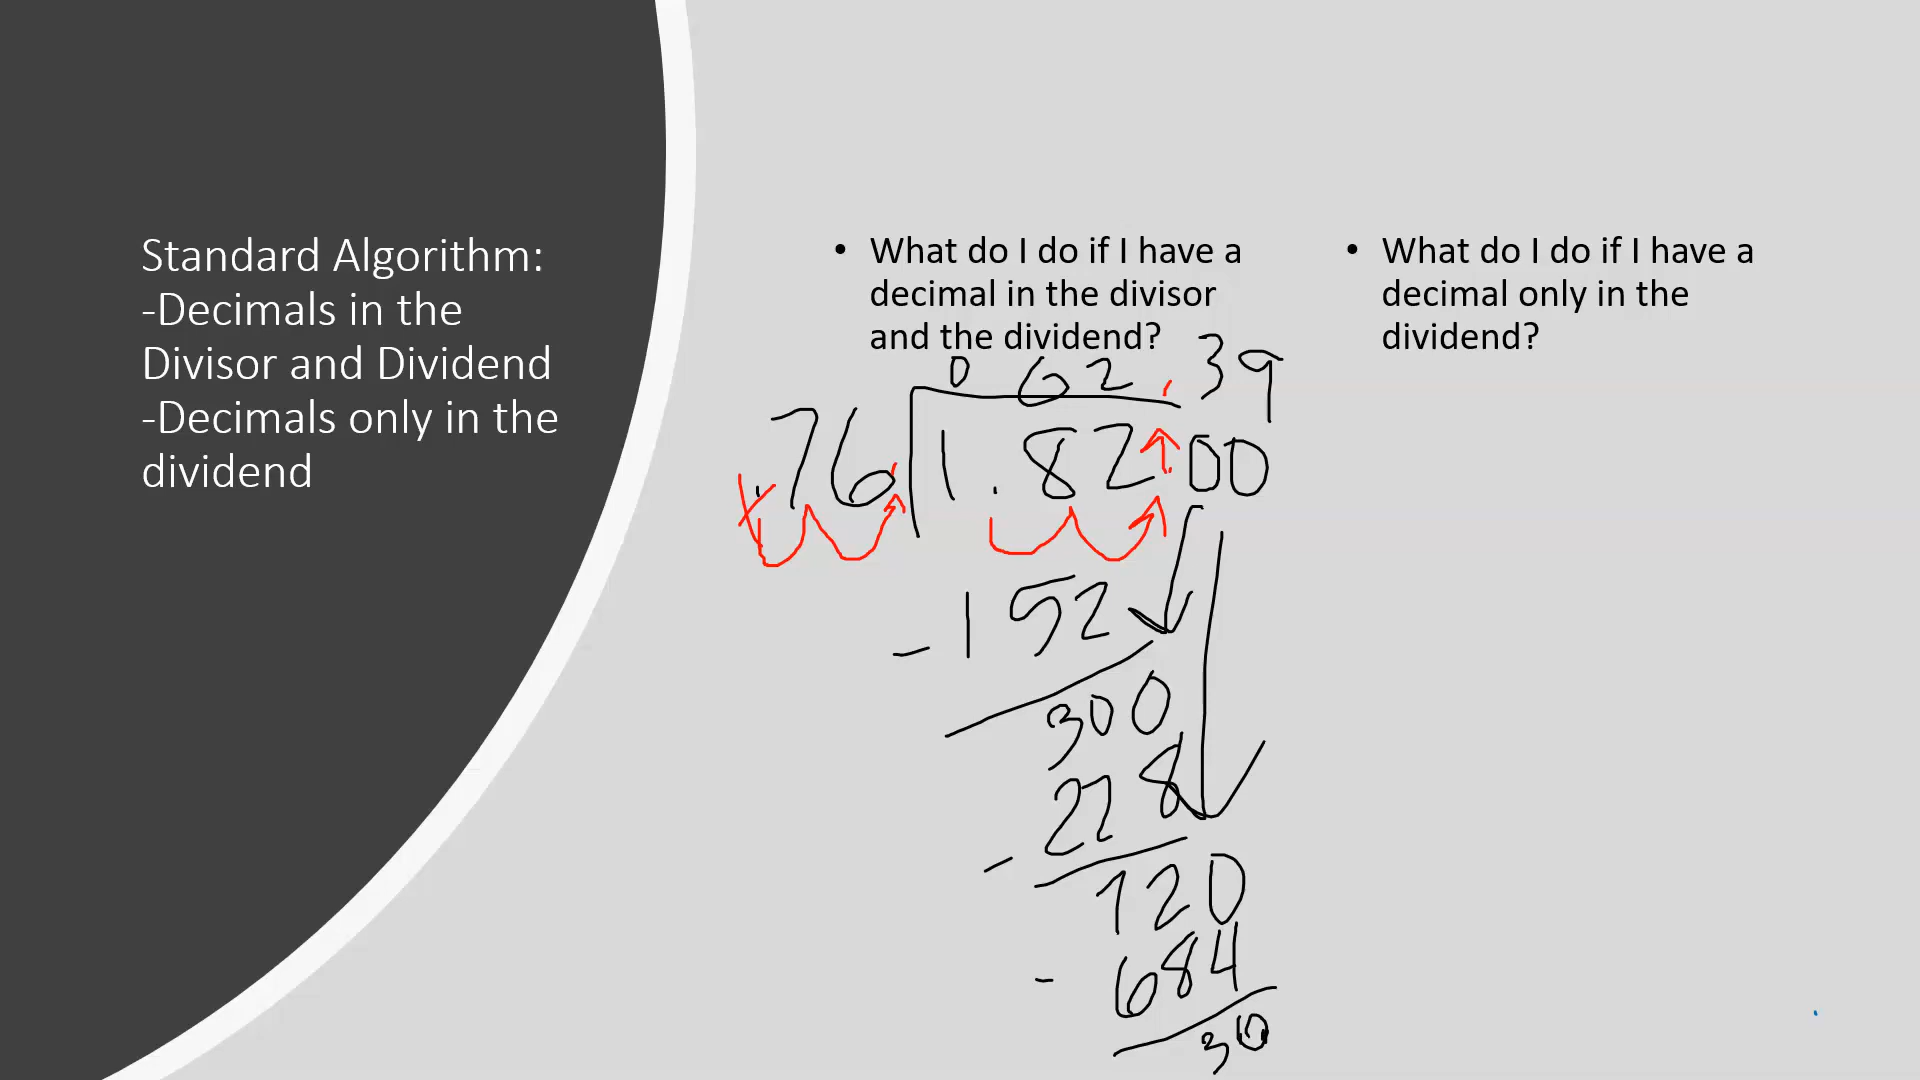 Standard Algorithm:
-Decimals in the
Divisor and Dividend
-Decimals only in the
dividend
• What do I do if I have a
decimal in the divisor
and the dividend?
• What do I do if I have a
decimal only in the
dividend?
0 62.39
.76. 1.82.00
- 152
300
- 228
720
- 684
30